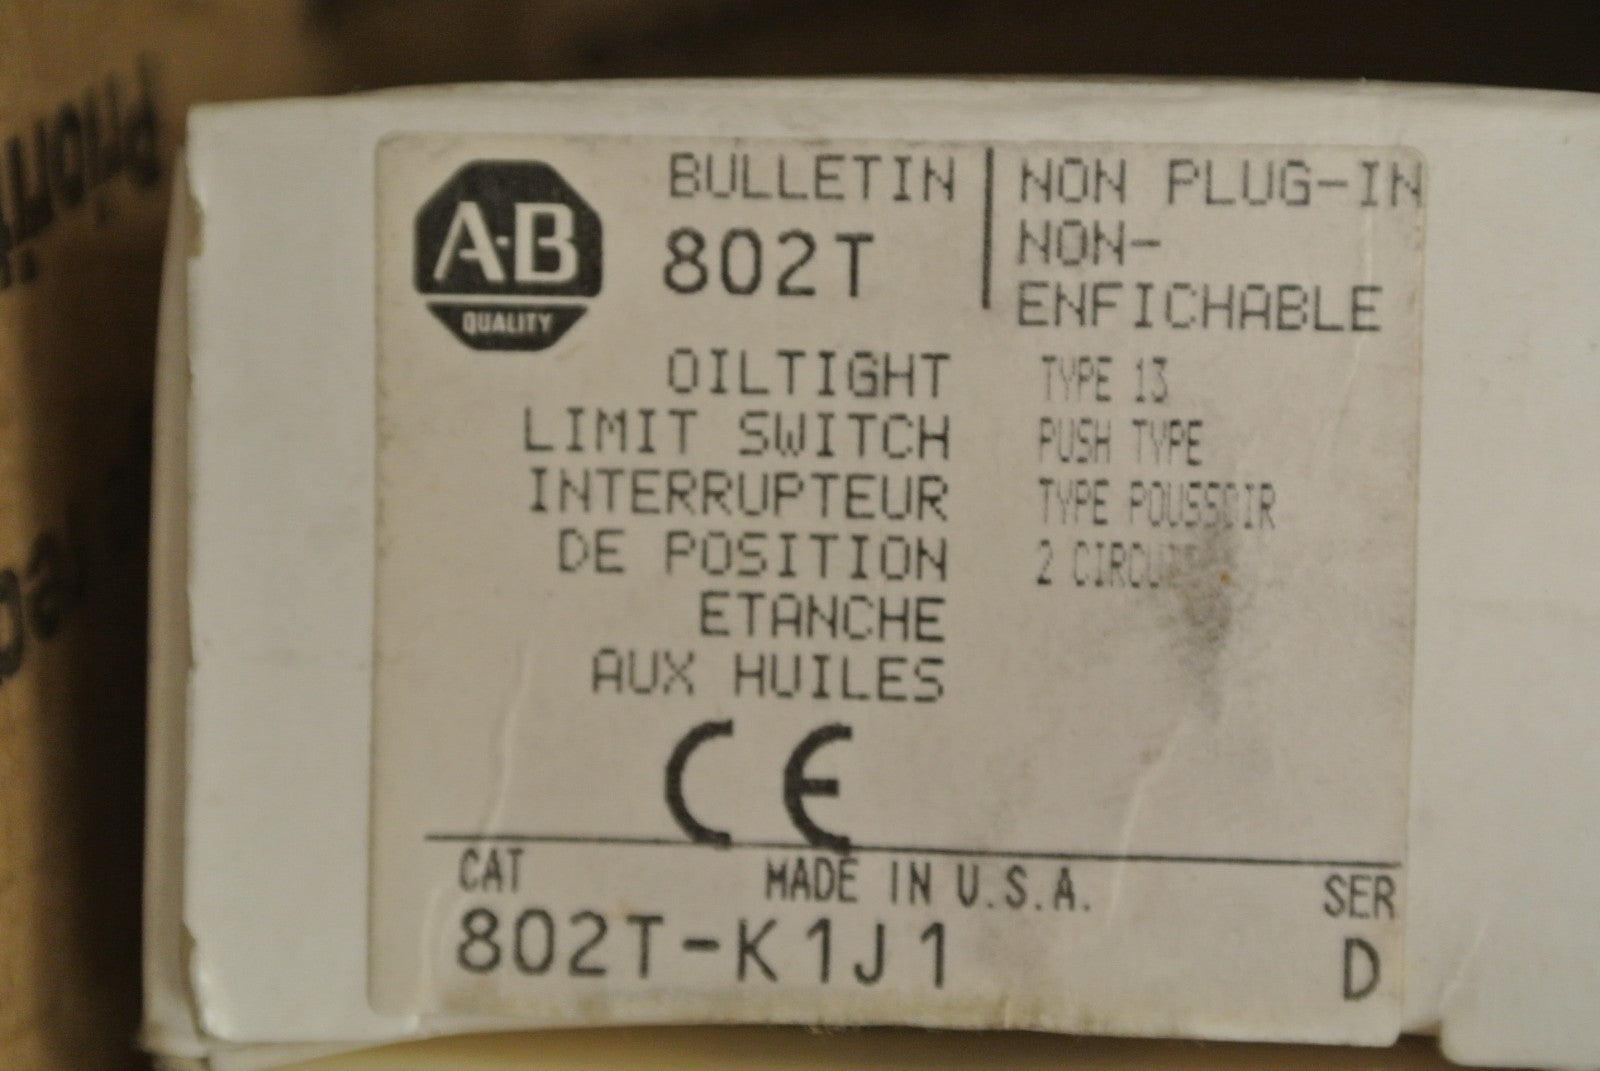 A-B
QUALITY
BULLETIN
802T
NON PLUG-IN
NON-
ENFICHABLE
OILTIGHT
LIMIT SWITCH
INTERRUPTEUR
DE POSITION
ETANCHE
AUX HUILES
TYPE 13
PUSH TYPE
TYPE POUSSOIR
2
CE
CAT
MADE IN U.S.A.
SER
802T-K1J1
D